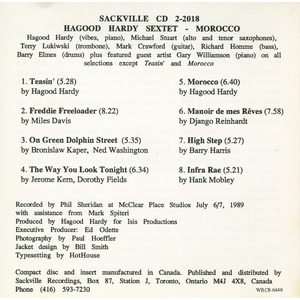 SACKVILLE CD 2-2018
HAGOOD HARDY SEXTET - MOROCCO
Hagood Hardy (vibes, piano), Michael Stuart (alto and tenor saxophones),
Terry Lukiwski (trombone), Mark Crawford (guitar), Richard Homme (bass),
Barry Elmes (drums) plus featured guest artist Gary Williamson (piano) on all
selections except Teasin' and Morocco
1. Teasin' (5.28)
by Hagood Hardy
2. Freddie Freeloader (8.22)
by Miles Davis
3. On Green Dolphin Street (5.35)
by Bronislaw Kaper, Ned Washington
4. The Way You Look Tonight (6.34)
by Jerome Kern, Dorothy Fields
5. Morocco (6.40)
by Hagood Hardy
6. Manoir de mes Rêves (7.58)
by Django Reinhardt
7. High Step (5.27)
by Barry Harris
8. Infra Rae (5.21)
by Hank Mobley
Recorded by Phil Sheridan at McClear Place Studios July 6/7, 1989
with assistance from Mark Spiteri
Produced by Hagood Hardy for Isis Productions
Executive Producer: Ed Odette
Photography by Paul Hoeffler
Jacket design by Bill Smith
Typesetting by HotHouse
Compact disc and insert manufactured in Canada. Published and distributed by
Sackville Recordings, Box 87, Station J, Toronto, Ontario M4J 4X8, Canada
Phone (416) 593-7230
WRC8-6446